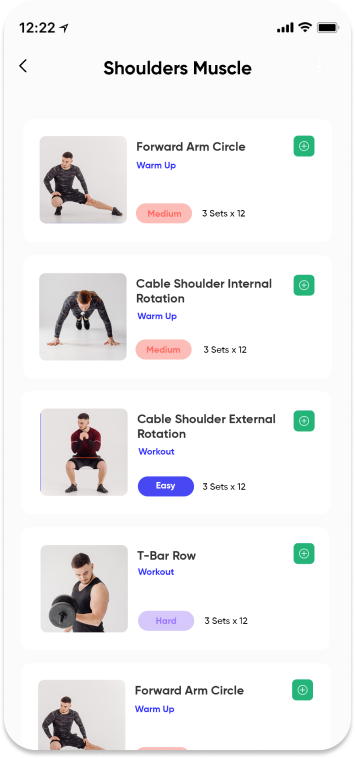 12:22
Shoulders Muscle
Forward Arm Circle
Warm Up
Medium 3 Sets x 12
Cable Shoulder Internal
Rotation
Warm Up
Medium 3 Sets x 12
Cable Shoulder External
Rotation
Workout
Easy 3 Sets x 12
T-Bar Row
Workout
Hard 3 Sets x 12
Forward Arm Circle
Warm Up